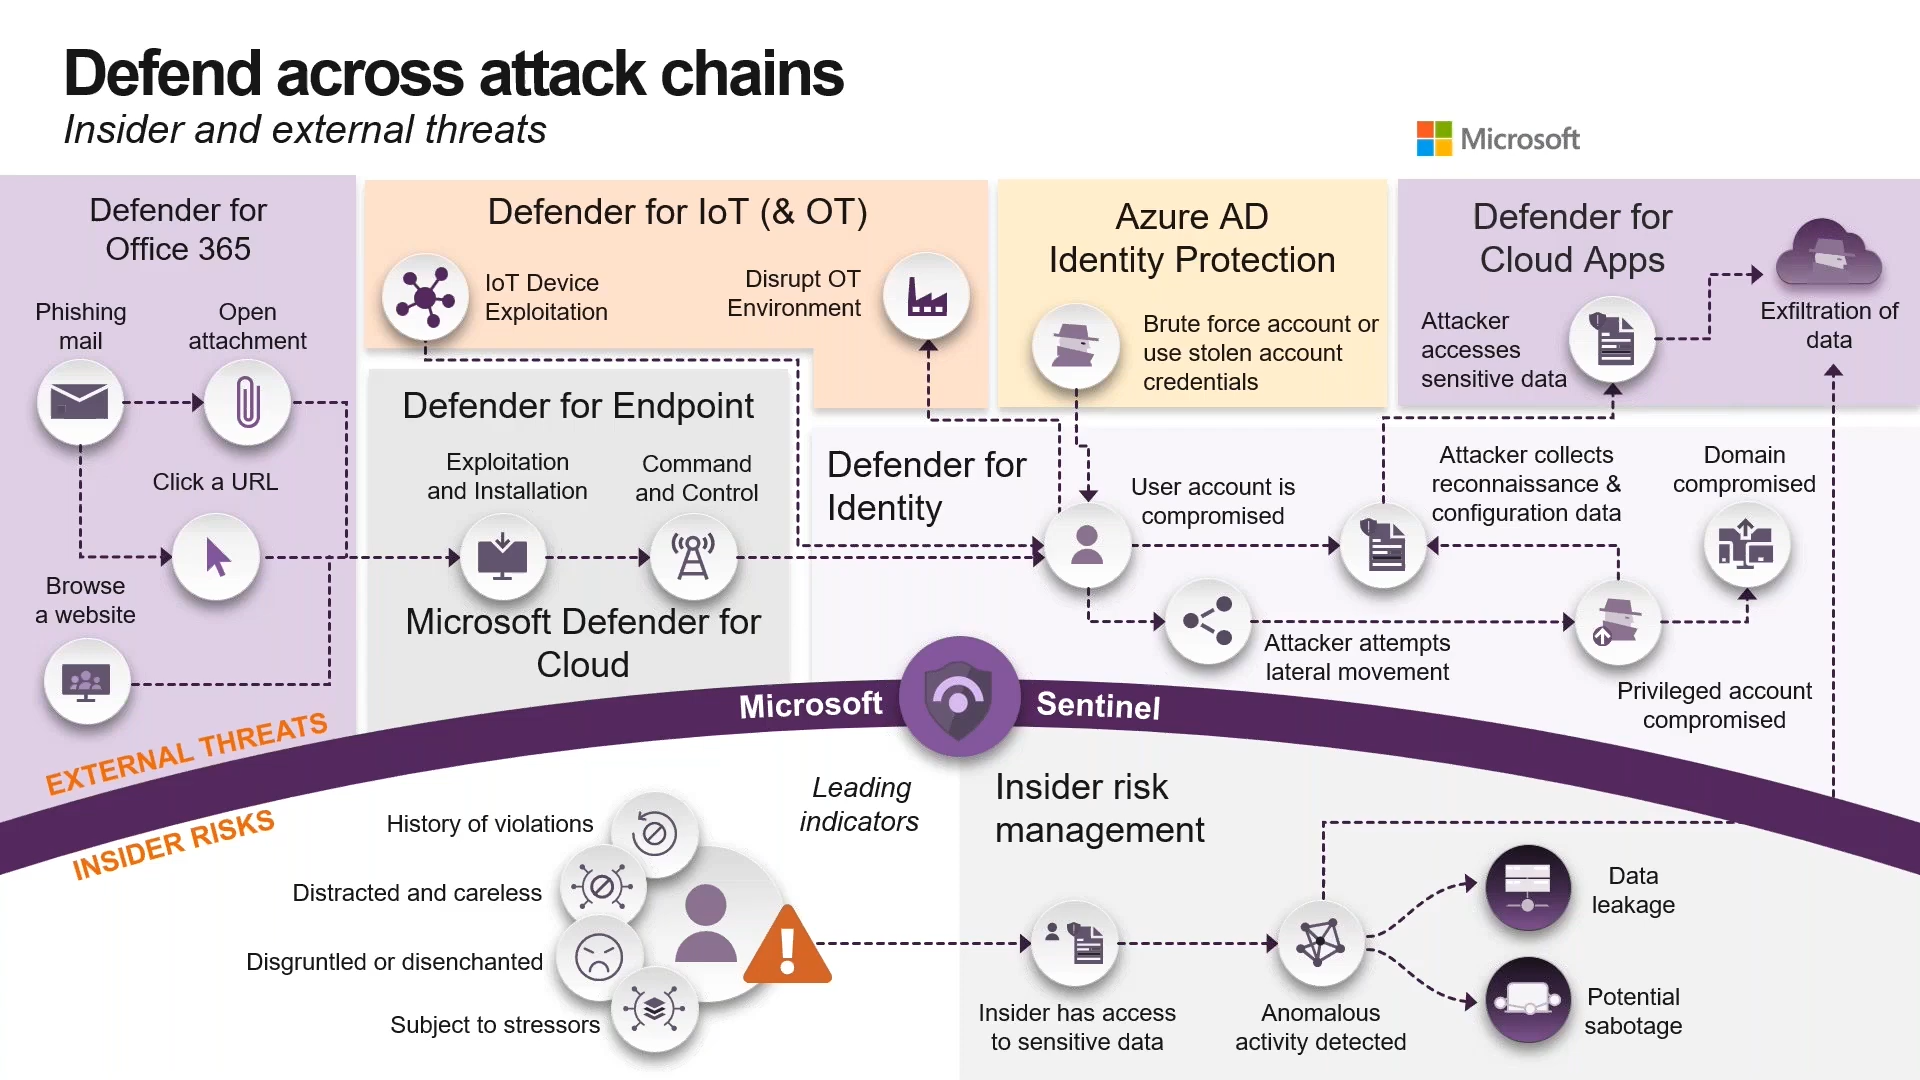 Defend across attack chains
Insider and external threats
Microsoft
Defender for
Office 365
Phishing
mail
Open
attachment
Click a URL
Browse
a website
Defender for IoT (& OT)
IoT Device
Exploitation
Disrupt OT
Environment
Defender for Endpoint
Exploitation
and Installation
Command
and Control
Microsoft Defender for
Cloud
Azure AD
Identity Protection
Brute force account or
use stolen account
credentials
Defender for
Cloud Apps
Attacker
accesses
sensitive data
Exfiltration of
data
Defender for
Identity
User account is
compromised
Attacker collects
reconnaissance &
configuration data
Domain
compromised
Attacker attempts
lateral movement
Privileged account
compromised
Microsoft Sentinel
EXTERNAL THREATS
INSIDER RISKS
History of violations
Distracted and careless
Disgruntled or disenchanted
Subject to stressors
Leading
indicators
Insider risk
management
Insider has access
to sensitive data
Anomalous
activity detected
Data
leakage
Potential
sabotage